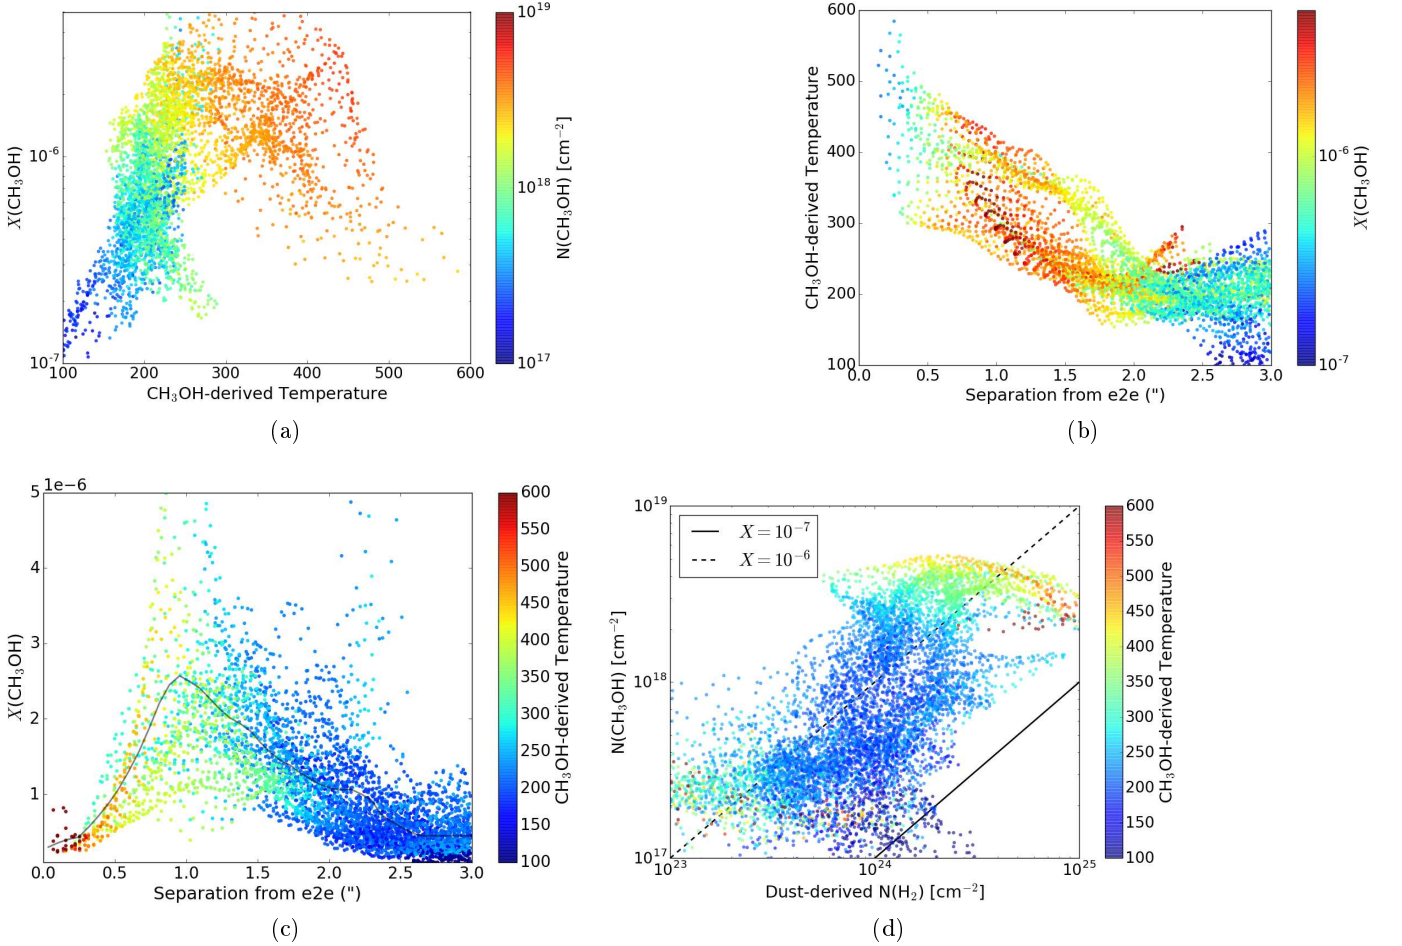 10^19
10^-6
10^-7
X(CH3OH)
100 200 300 400 500 600
CH3OH-derived Temperature
10^18
10^17
N(CH3OH) [cm^-2]
(a)
600
500
400
300
200
100
CH3OH-derived Temperature
0.0 0.5 1.0 1.5 2.0 2.5 3.0
Separation from e2e (")
10^-6
10^-7
X(CH3OH)
(b)
1e−6
5
4
3
2
1
X(CH3OH)
0.0 0.5 1.0 1.5 2.0 2.5 3.0
Separation from e2e (")
600
550
500
450
400
350
300
250
200
150
100
CH3OH-derived Temperature
(c)
10^19
10^18
10^17
N(CH3OH) [cm^-2]
X = 10^-7
X = 10^-6
10^23 10^24 10^25
Dust-derived N(H2) [cm^-2]
600
550
500
450
400
350
300
250
200
150
100
CH3OH-derived Temperature
(d)